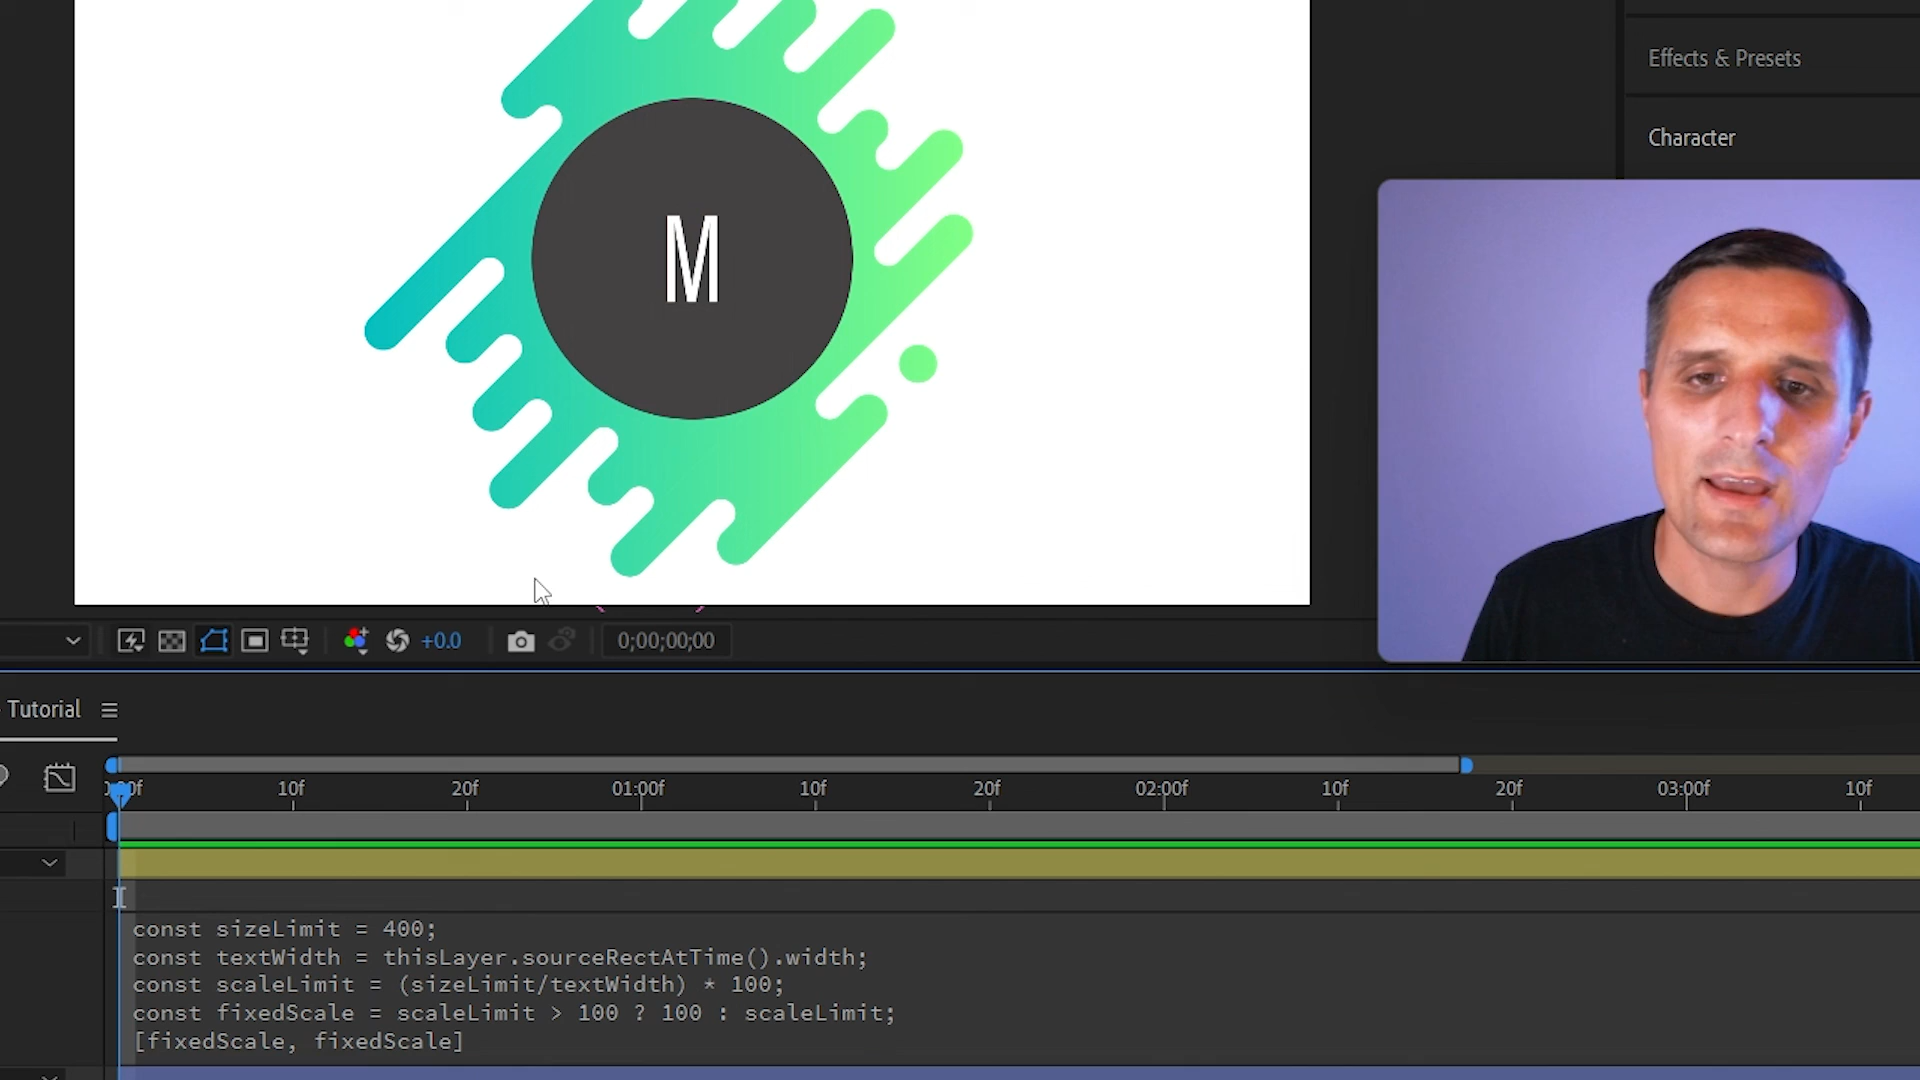 Effects & Presets
Character
M
+0.0
0;00;00;00
Tutorial
10f 20f 01:00f 10f 20f 02:00f 10f 20f 03:00f 10f
const sizeLimit = 400;
const textWidth = thisLayer.sourceRectAtTime().width;
const scaleLimit = (sizeLimit/textWidth) * 100;
const fixedScale = scaleLimit > 100 ? 100 : scaleLimit;
[fixedScale, fixedScale]